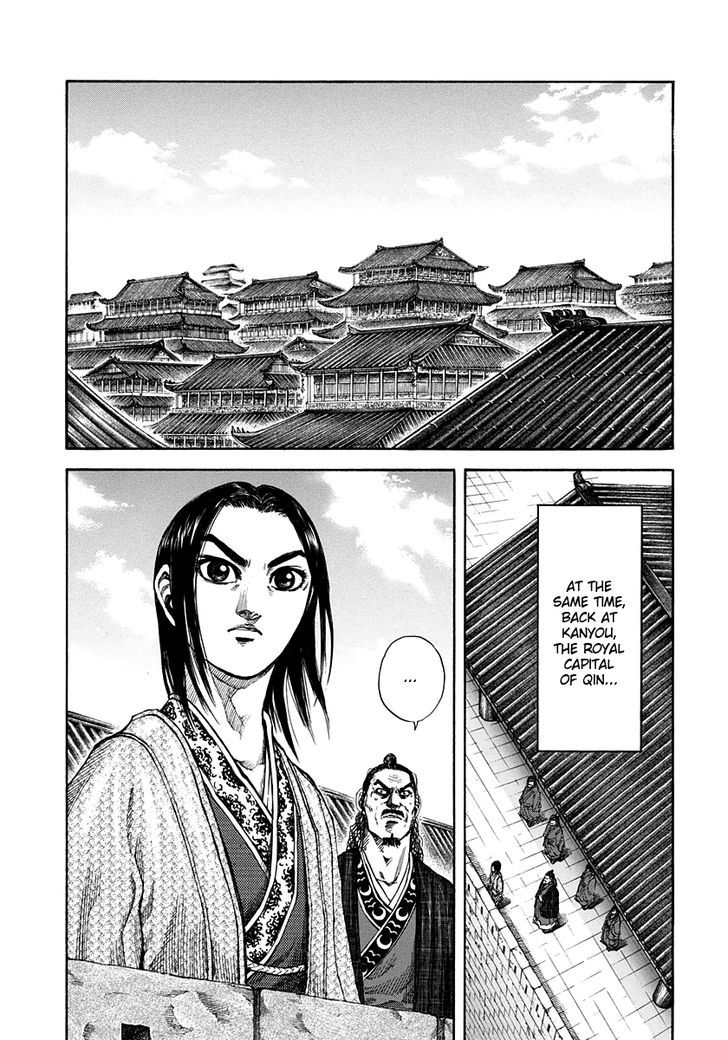 AT THE
SAME TIME,
BACK AT
KANYOU,
THE ROYAL
CAPITAL
OF QIN...
...